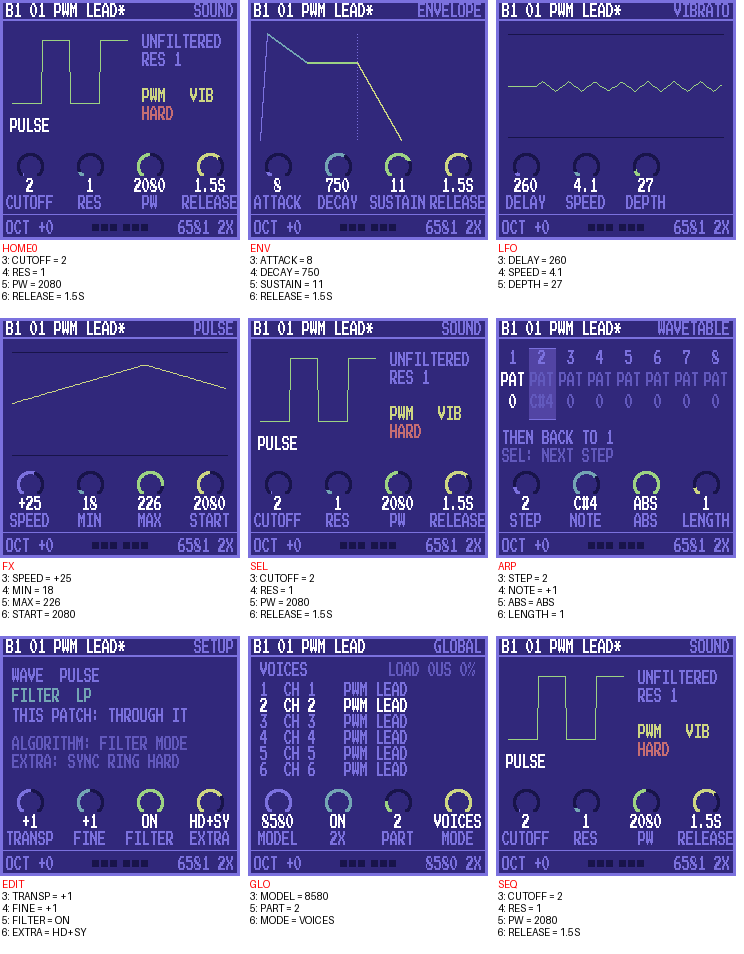 B1 01 PWM LEAD* SOUND
UNFILTERED
RES 1
PWM VIB
HARD
PULSE
2 1 2080 1.5S
CUTOFF RES PW RELEASE
OCT +0 6581 2X
HOME0
3: CUTOFF = 2
4: RES = 1
5: PW = 2080
6: RELEASE = 1.5S
B1 01 PWM LEAD* ENVELOPE
8 750 11 1.5S
ATTACK DECAY SUSTAIN RELEASE
OCT +0 6581 2X
ENV
3: ATTACK = 8
4: DECAY = 750
5: SUSTAIN = 11
6: RELEASE = 1.5S
B1 01 PWM LEAD* VIBRATO
260 4.1 27
DELAY SPEED DEPTH
OCT +0 6581 2X
LFO
3: DELAY = 260
4: SPEED = 4.1
5: DEPTH = 27
B1 01 PWM LEAD* PULSE
+25 18 226 2080
SPEED MIN MAX START
OCT +0 6581 2X
FX
3: SPEED = +25
4: MIN = 18
5: MAX = 226
6: START = 2080
B1 01 PWM LEAD* SOUND
UNFILTERED
RES 1
PWM VIB
HARD
PULSE
2 1 2080 1.5S
CUTOFF RES PW RELEASE
OCT +0 6581 2X
SEL
3: CUTOFF = 2
4: RES = 1
5: PW = 2080
6: RELEASE = 1.5S
B1 01 PWM LEAD* WAVETABLE
1 2 3 4 5 6 7 8
PAT PAT PAT PAT PAT PAT PAT PAT
0 C#4 0 0 0 0 0 0
THEN BACK TO 1
SEL: NEXT STEP
2 C#4 ABS 1
STEP NOTE ABS LENGTH
OCT +0 6581 2X
ARP
3: STEP = 2
4: NOTE = +1
5: ABS = ABS
6: LENGTH = 1
B1 01 PWM LEAD* SETUP
WAVE PULSE
FILTER LP
THIS PATCH: THROUGH IT
ALGORITHM: FILTER MODE
EXTRA: SYNC RING HARD
+1 +1 ON HD+SY
TRANSP FINE FILTER EXTRA
OCT +0 6581 2X
EDIT
3: TRANSP = +1
4: FINE = +1
5: FILTER = ON
6: EXTRA = HD+SY
B1 01 PWM LEAD GLOBAL
VOICES LOAD 0US 0%
1 CH 1 PWM LEAD
2 CH 2 PWM LEAD
3 CH 3 PWM LEAD
4 CH 4 PWM LEAD
5 CH 5 PWM LEAD
6 CH 6 PWM LEAD
8580 ON 2 VOICES
MODEL 2X PART MODE
OCT +0 8580 2X
GLO
3: MODEL = 8580
5: PART = 2
6: MODE = VOICES
B1 01 PWM LEAD* SOUND
UNFILTERED
RES 1
PWM VIB
HARD
PULSE
2 1 2080 1.5S
CUTOFF RES PW RELEASE
OCT +0 6581 2X
SEQ
3: CUTOFF = 2
4: RES = 1
5: PW = 2080
6: RELEASE = 1.5S